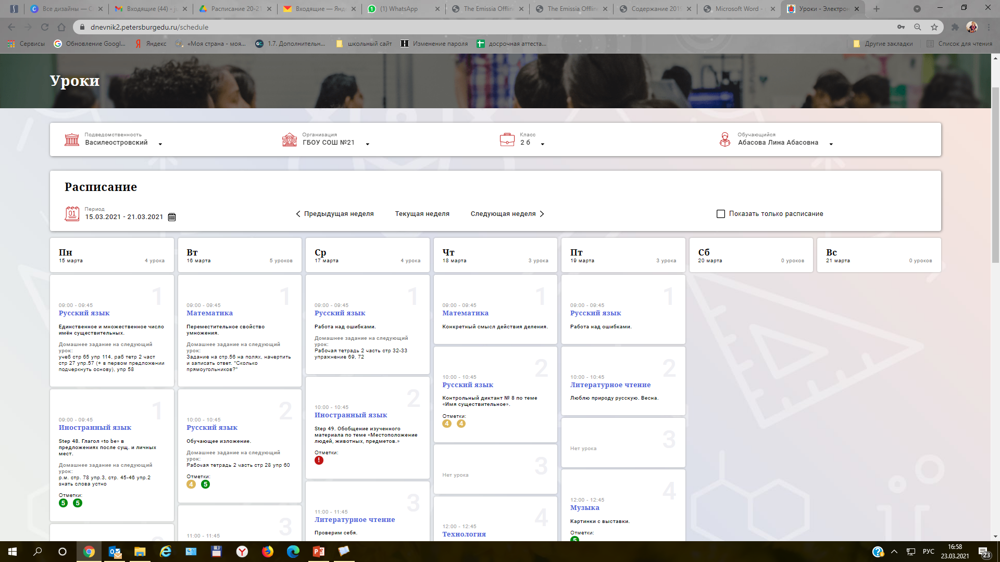 Все дизайны — С
Входящие (44) - ju
Расписание 20-21
Входящие — Янд
(1) WhatsApp
The Emissia Offlin
The Emissia Offlin
Содержание 2019
Microsoft Word -
Уроки - Электрон
dnevnik2.petersburgedu.ru/schedule
Сервисы
Обновление Googl...
Яндекс
«Моя страна - моя...
1.7. Дополнительн...
школьный сайт
Изменение пароля
досрочная аттеста...
Другие закладки
Список для чтения
Уроки
Подведомственность
Василеостровский
Организация
ГБОУ СОШ №21
Класс
2 б
Обучающийся
Абасова Лина Абасовна
Расписание
01
Период
15.03.2021 - 21.03.2021
Предыдущая неделя
Текущая неделя
Следующая неделя
Показать только расписание
Пн
15 марта
4 урока
Вт
16 марта
5 уроков
Ср
17 марта
4 урока
Чт
18 марта
3 урока
Пт
19 марта
3 урока
Сб
20 марта
0 уроков
Вс
21 марта
0 уроков
1
09:00 - 09:45
Русский язык
Единственное и множественное число
имён существительных.
Домашнее задание на следующий
урок:
учеб стр 65 упр 114, раб тетр 2 част
стр 27 упр.57 (+ в первом предложении
подчеркнуть основу), упр 58
1
09:00 - 09:45
Иностранный язык
Step 48. Глагол «to be» в
предложениях после сущ. и личных
мест.
Домашнее задание на следующий
урок:
р.м. стр. 78 упр.3, стр. 45-46 упр.2
знать слова устно
Отметки:
5 5
1
09:00 - 09:45
Математика
Переместительное свойство
умножения.
Домашнее задание на следующий
урок:
Задание на стр.56 на полях, начертить
и записать ответ. "Сколько
прямоугольников?"
2
10:00 - 10:45
Русский язык
Обучающее изложение.
Домашнее задание на следующий
урок:
Рабочая тетрадь 2 часть стр 28 упр 60
Отметки:
4 5
3
11:00 - 11:45
1
09:00 - 09:45
Русский язык
Работа над ошибками.
Домашнее задание на следующий
урок:
Рабочая тетрадь 2 часть стр 32-33
упражнение 69, 72
2
10:00 - 10:45
Иностранный язык
Step 49. Обобщение изученного
материала по теме «Местоположение
людей, животных, предметов.»
Отметки:
!
3
11:00 - 11:45
Литературное чтение
Проверим себя.
1
09:00 - 09:45
Математика
Конкретный смысл действия деления.
2
10:00 - 10:45
Русский язык
Контрольный диктант № 8 по теме
«Имя существительное».
Отметки:
4 4
3
Нет урока
4
12:00 - 12:45
Технология
1
09:00 - 09:45
Русский язык
Работа над ошибками.
2
10:00 - 10:45
Литературное чтение
Люблю природу русскую. Весна.
3
Нет урока
4
12:00 - 12:45
Музыка
Картинки с выставки.
Отметки:
5
РУС
16:58
23.03.2021
23